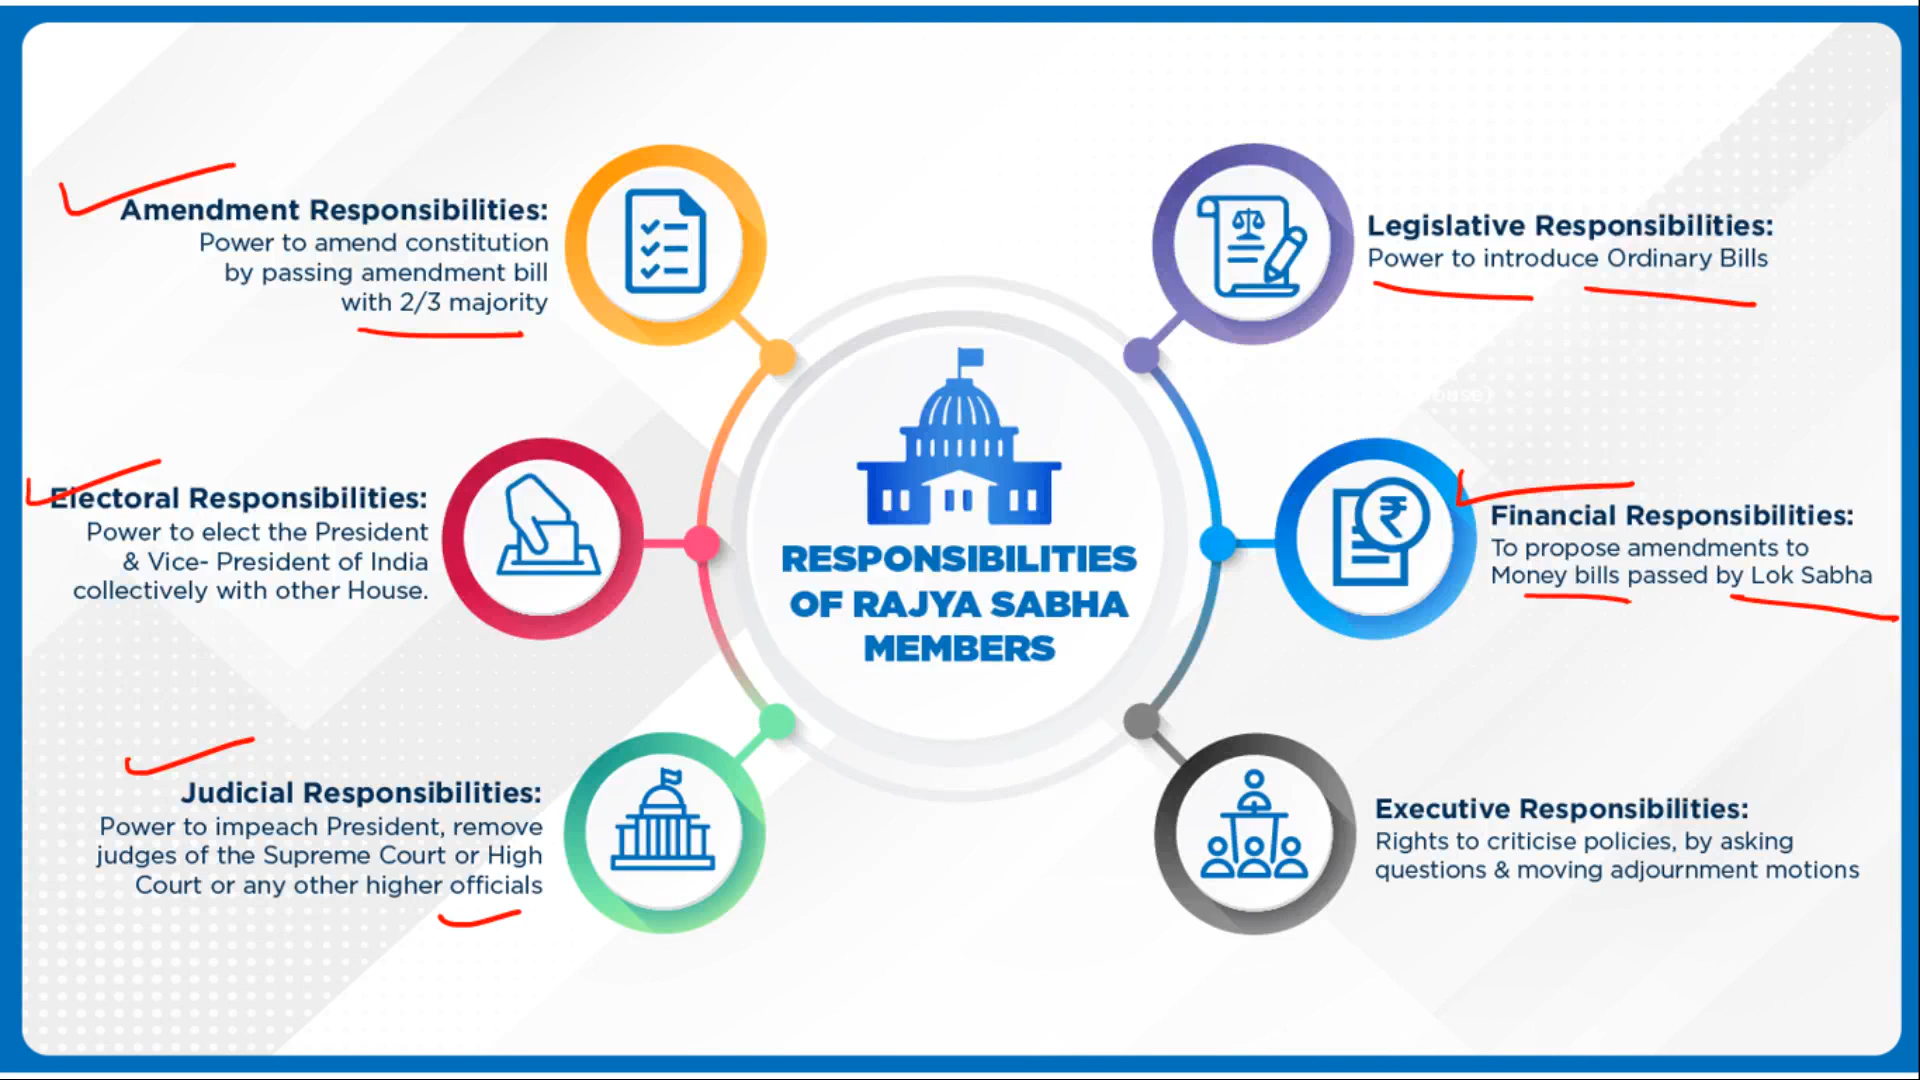 Amendment Responsibilities:
Power to amend constitution
by passing amendment bill
with 2/3 majority
Electoral Responsibilities:
Power to elect the President
& Vice- President of India
collectively with other House.
Judicial Responsibilities:
Power to impeach President, remove
judges of the Supreme Court or High
Court or any other higher officials
RESPONSIBILITIES
OF RAJYA SABHA
MEMBERS
Legislative Responsibilities:
Power to introduce Ordinary Bills
Financial Responsibilities:
To propose amendments to
Money bills passed by Lok Sabha
Executive Responsibilities:
Rights to criticise policies, by asking
questions & moving adjournment motions